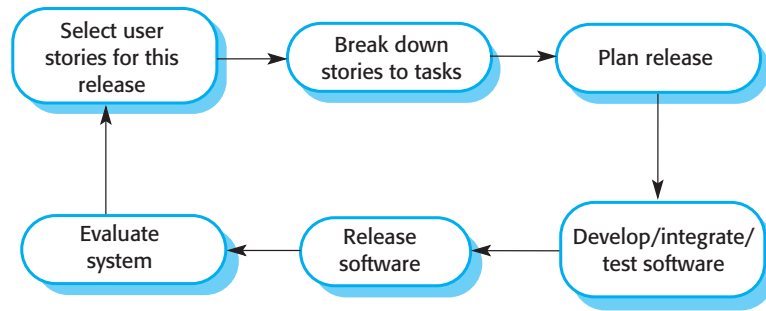 Select user
stories for this
release
Break down
stories to tasks
Plan release
Develop/integrate/
test software
Release
software
Evaluate
system